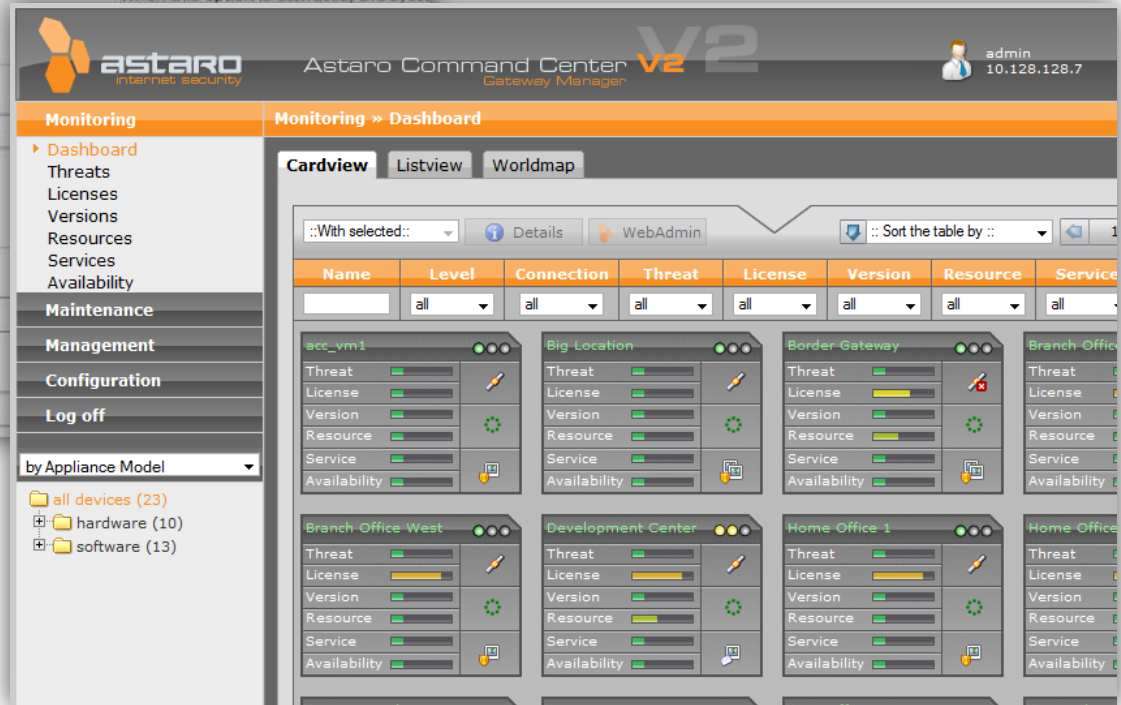 astaro
internet security
Astaro Command Center V2
Gateway Manager
V2
admin
10.128.128.7
Monitoring
Dashboard
Threats
Licenses
Versions
Resources
Services
Availability
Maintenance
Management
Configuration
Log off
by Appliance Model
all devices (23)
hardware (10)
software (13)
Monitoring » Dashboard
Cardview Listview Worldmap
::With selected:: Details WebAdmin :: Sort the table by :: 1
Name Level Connection Threat License Version Resource Service
all all all all all all all
acc_vm1
Threat
License
Version
Resource
Service
Availability
Big Location
Threat
License
Version
Resource
Service
Availability
Border Gateway
Threat
License
Version
Resource
Service
Availability
Branch Office
Threat
License
Version
Resource
Service
Availability
Branch Office West
Threat
License
Version
Resource
Service
Availability
Development Center
Threat
License
Version
Resource
Service
Availability
Home Office 1
Threat
License
Version
Resource
Service
Availability
Home Office
Threat
License
Version
Resource
Service
Availability